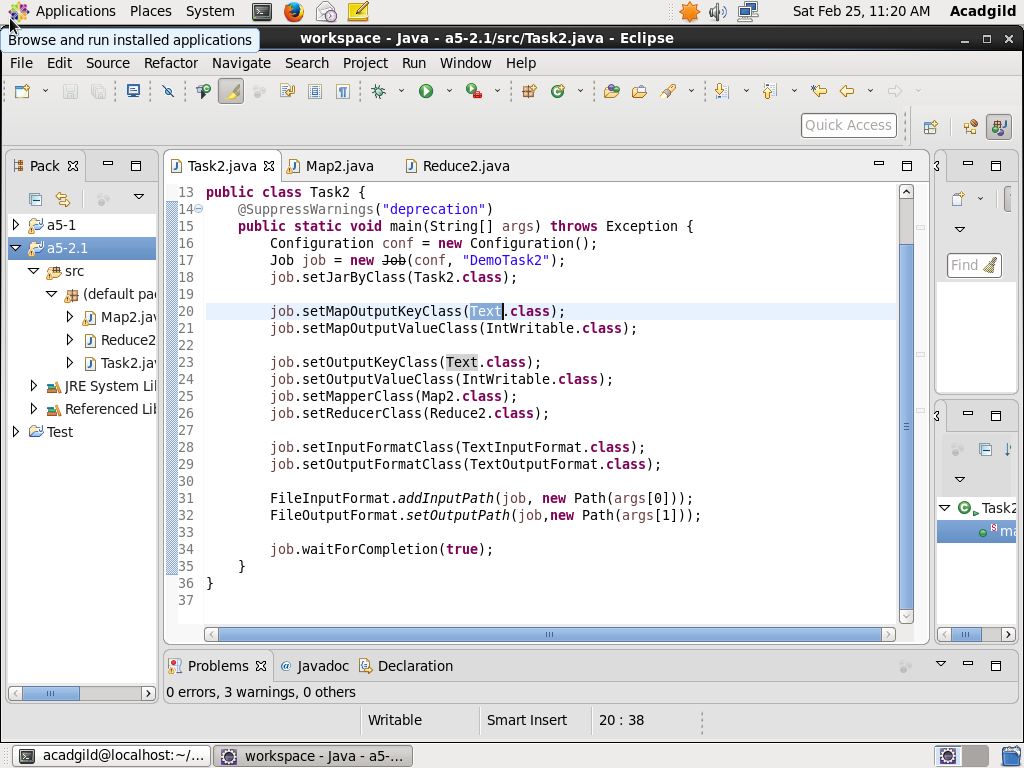 Applications Places System Sat Feb 25, 11:20 AM Acadgild
Browse and run installed applications
workspace - Java - a5-2.1/src/Task2.java - Eclipse
File Edit Source Refactor Navigate Search Project Run Window Help
Quick Access
Pack
a5-1
a5-2.1
src
(default pa
Map2.jav
Reduce2
Task2.ja
JRE System Li
Referenced Lib
Test
Task2.java Map2.java Reduce2.java
13 public class Task2 {
14 @SuppressWarnings("deprecation")
15 public static void main(String[] args) throws Exception {
16 Configuration conf = new Configuration();
17 Job job = new Job(conf, "DemoTask2");
18 job.setJarByClass(Task2.class);
19
20 job.setMapOutputKeyClass(Text.class);
21 job.setMapOutputValueClass(IntWritable.class);
22
23 job.setOutputKeyClass(Text.class);
24 job.setOutputValueClass(IntWritable.class);
25 job.setMapperClass(Map2.class);
26 job.setReducerClass(Reduce2.class);
27
28 job.setInputFormatClass(TextInputFormat.class);
29 job.setOutputFormatClass(TextOutputFormat.class);
30
31 FileInputFormat.addInputPath(job, new Path(args[0]));
32 FileOutputFormat.setOutputPath(job,new Path(args[1]));
33
34 job.waitForCompletion(true);
35 }
36 }
37
Find
Task2
ma
Problems @ Javadoc Declaration
0 errors, 3 warnings, 0 others
Writable Smart Insert 20 : 38
acadgild@localhost:~/... workspace - Java - a5-...